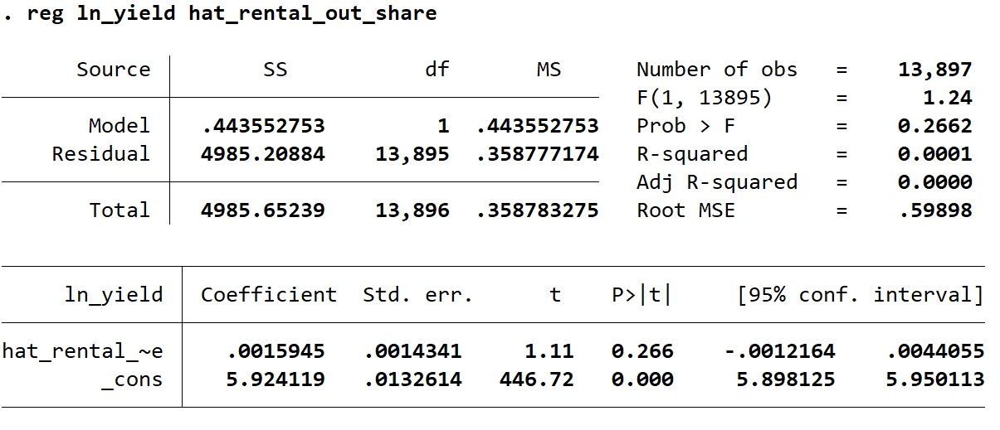 . reg ln_yield hat_rental_out_share
Source SS df MS Number of obs = 13,897
F(1, 13895) = 1.24
Model .443552753 1 .443552753 Prob > F = 0.2662
Residual 4985.20884 13,895 .358777174 R-squared = 0.0001
Adj R-squared = 0.0000
Total 4985.65239 13,896 .358783275 Root MSE = .59898
ln_yield Coefficient Std. err. t P>|t| [95% conf. interval]
hat_rental_~e .0015945 .0014341 1.11 0.266 -.0012164 .0044055
_cons 5.924119 .0132614 446.72 0.000 5.898125 5.950113